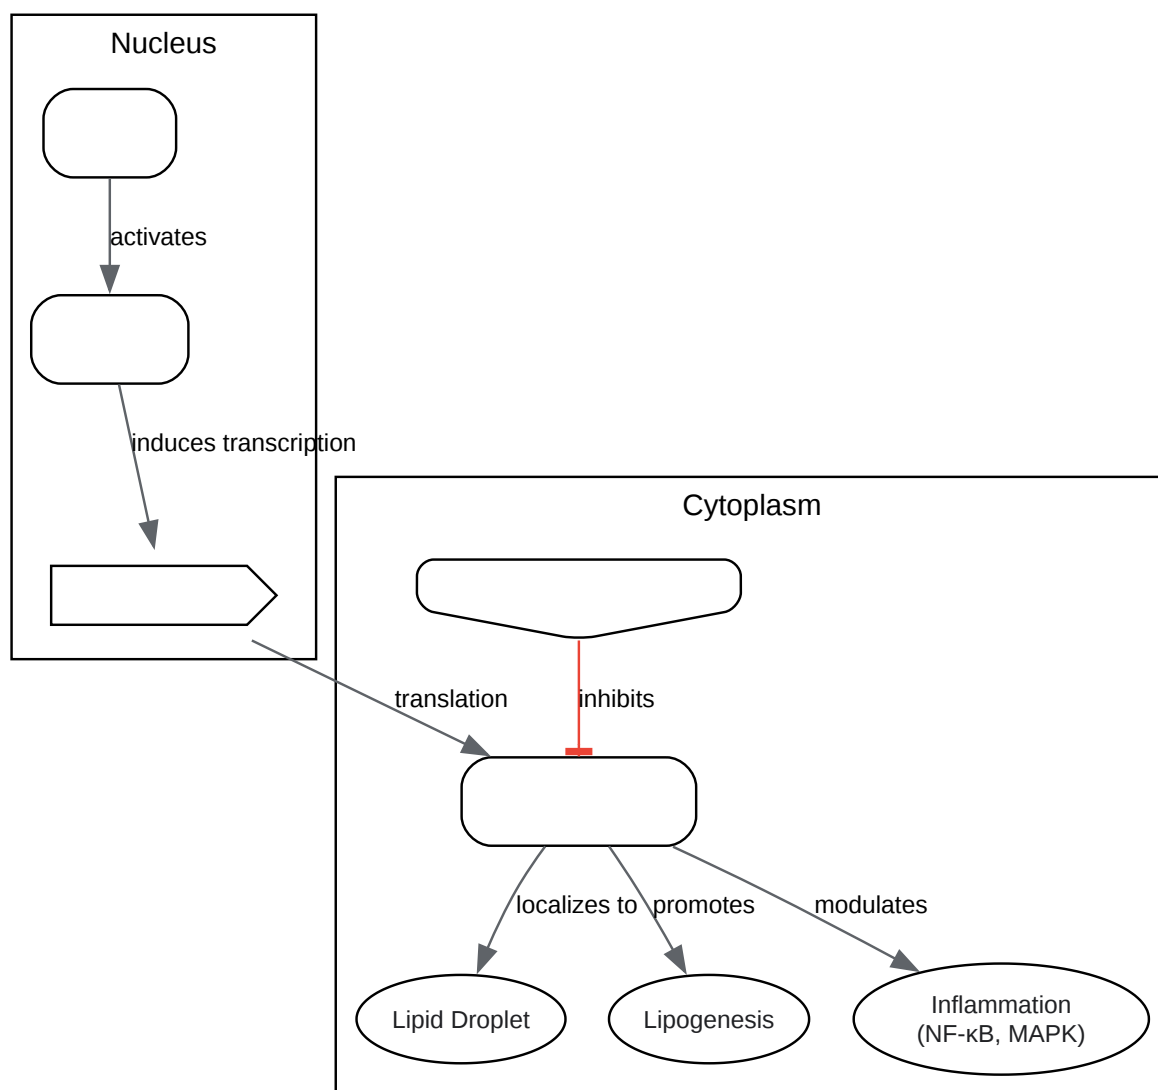 Nucleus
activates
induces transcription
Cytoplasm
translation
inhibits
localizes to
promotes
modulates
Lipid Droplet
Lipogenesis
Inflammation
(NF-κB, MAPK)